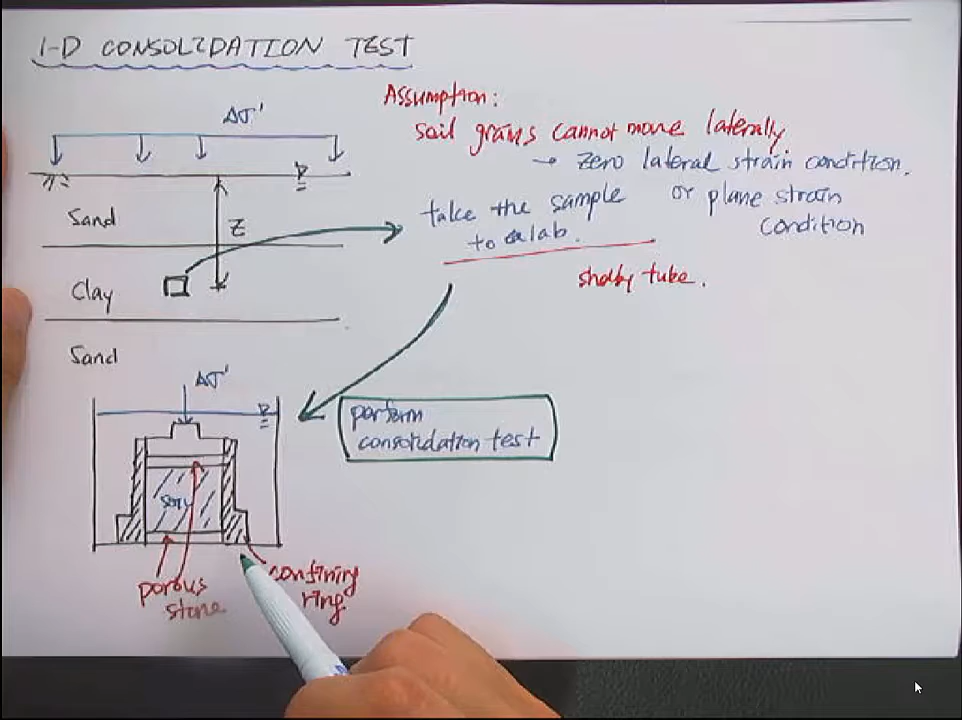 1-D CONSOLIDATION TEST
Assumption:
soil grains cannot move laterally
→ zero lateral strain condition.
or plane strain
condition
Δσ'
Sand
Z
take the sample
to a lab.
shelby tube.
Clay
Sand
Δσ'
perform
consolidation test
soil
porous
stone
confining
ring